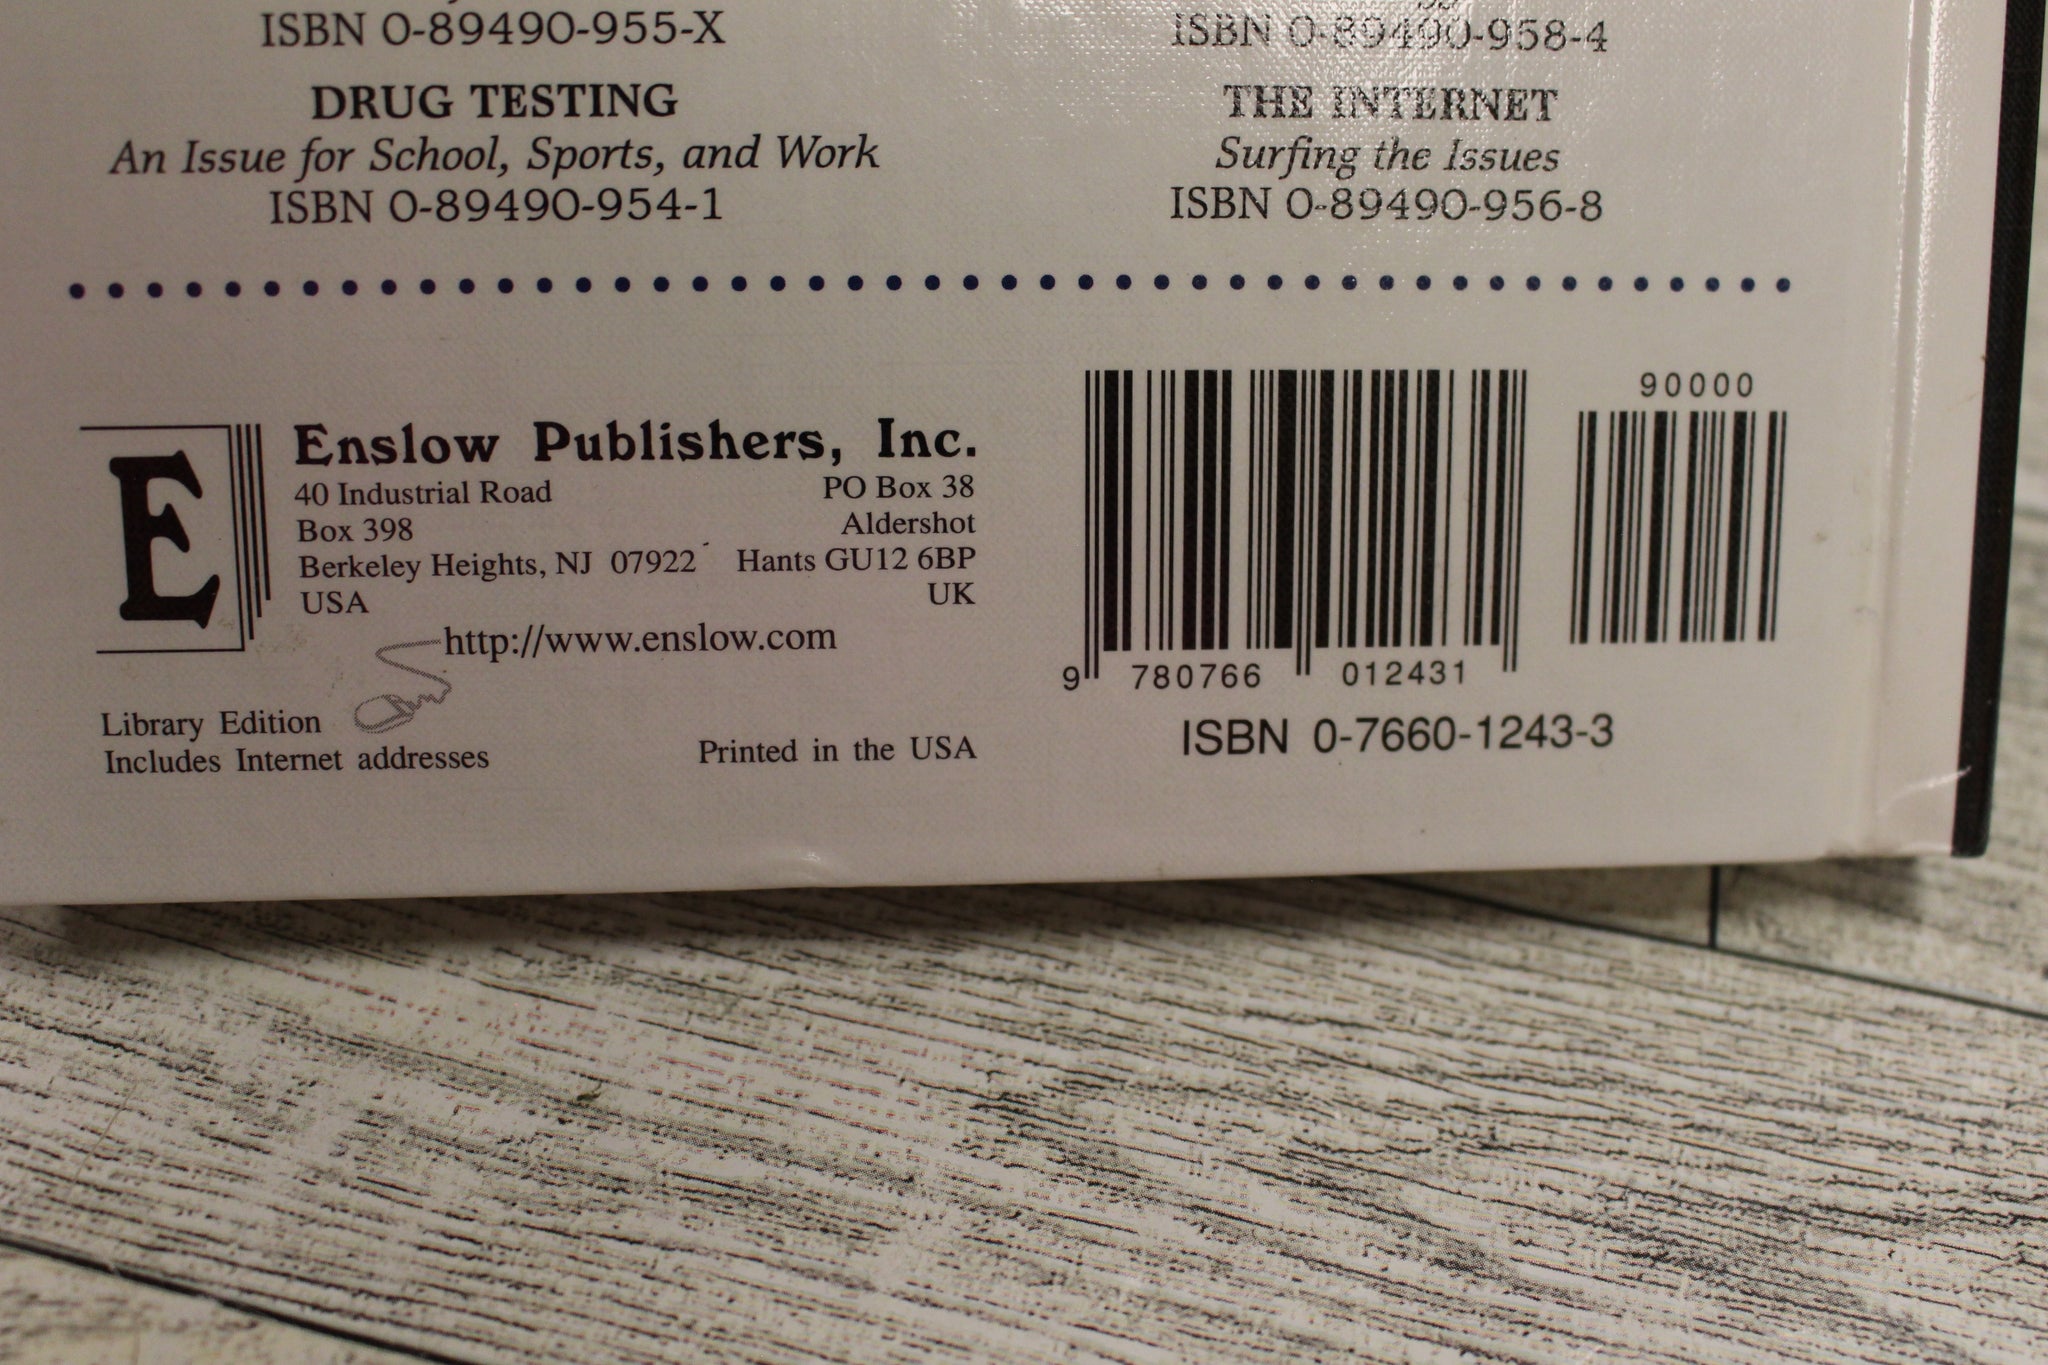 ISBN 0-89490-955-X
DRUG TESTING
An Issue for School, Sports, and Work
ISBN 0-89490-954-1
ISBN 0-89490-958-4
THE INTERNET
Surfing the Issues
ISBN 0-89490-956-8
E
Enslow Publishers, Inc.
40 Industrial Road
Box 398
Berkeley Heights, NJ 07922
USA
PO Box 38
Aldershot
Hants GU12 6BP
UK
http://www.enslow.com
Library Edition
Includes Internet addresses
Printed in the USA
90000
9 780766 012431
ISBN 0-7660-1243-3